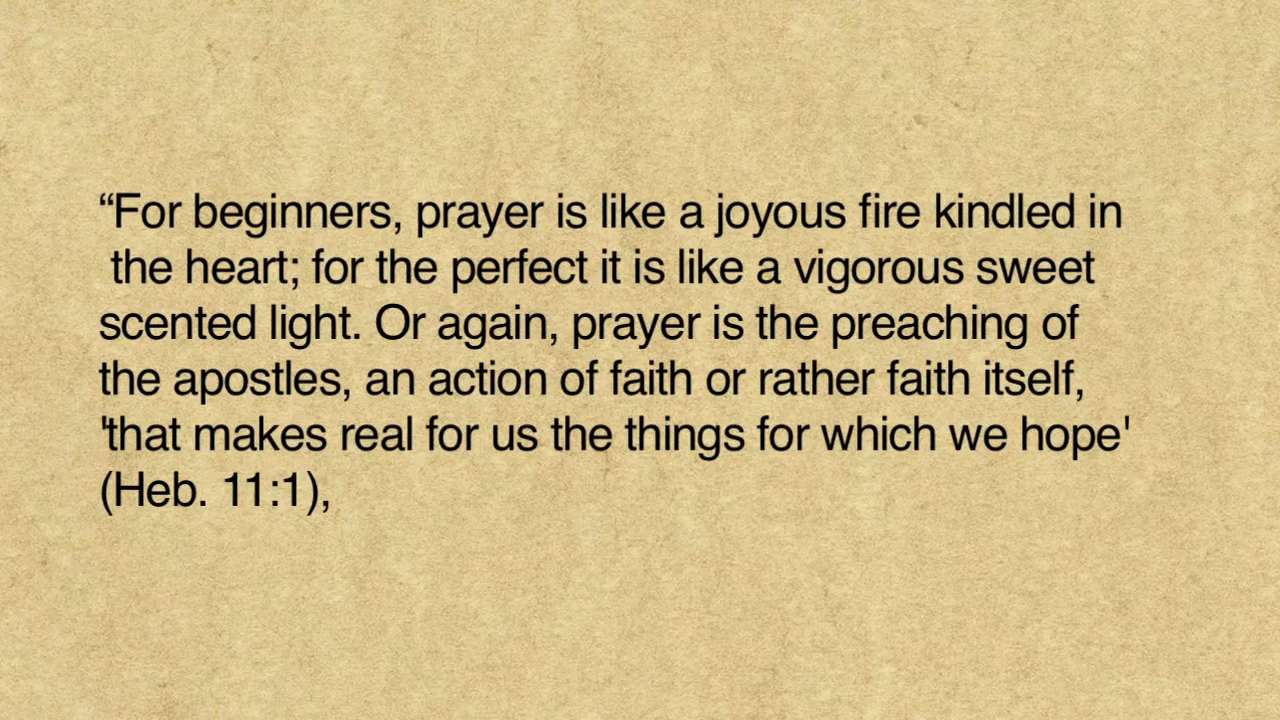 “For beginners, prayer is like a joyous fire kindled in
the heart; for the perfect it is like a vigorous sweet
scented light. Or again, prayer is the preaching of
the apostles, an action of faith or rather faith itself,
'that makes real for us the things for which we hope'
(Heb. 11:1),